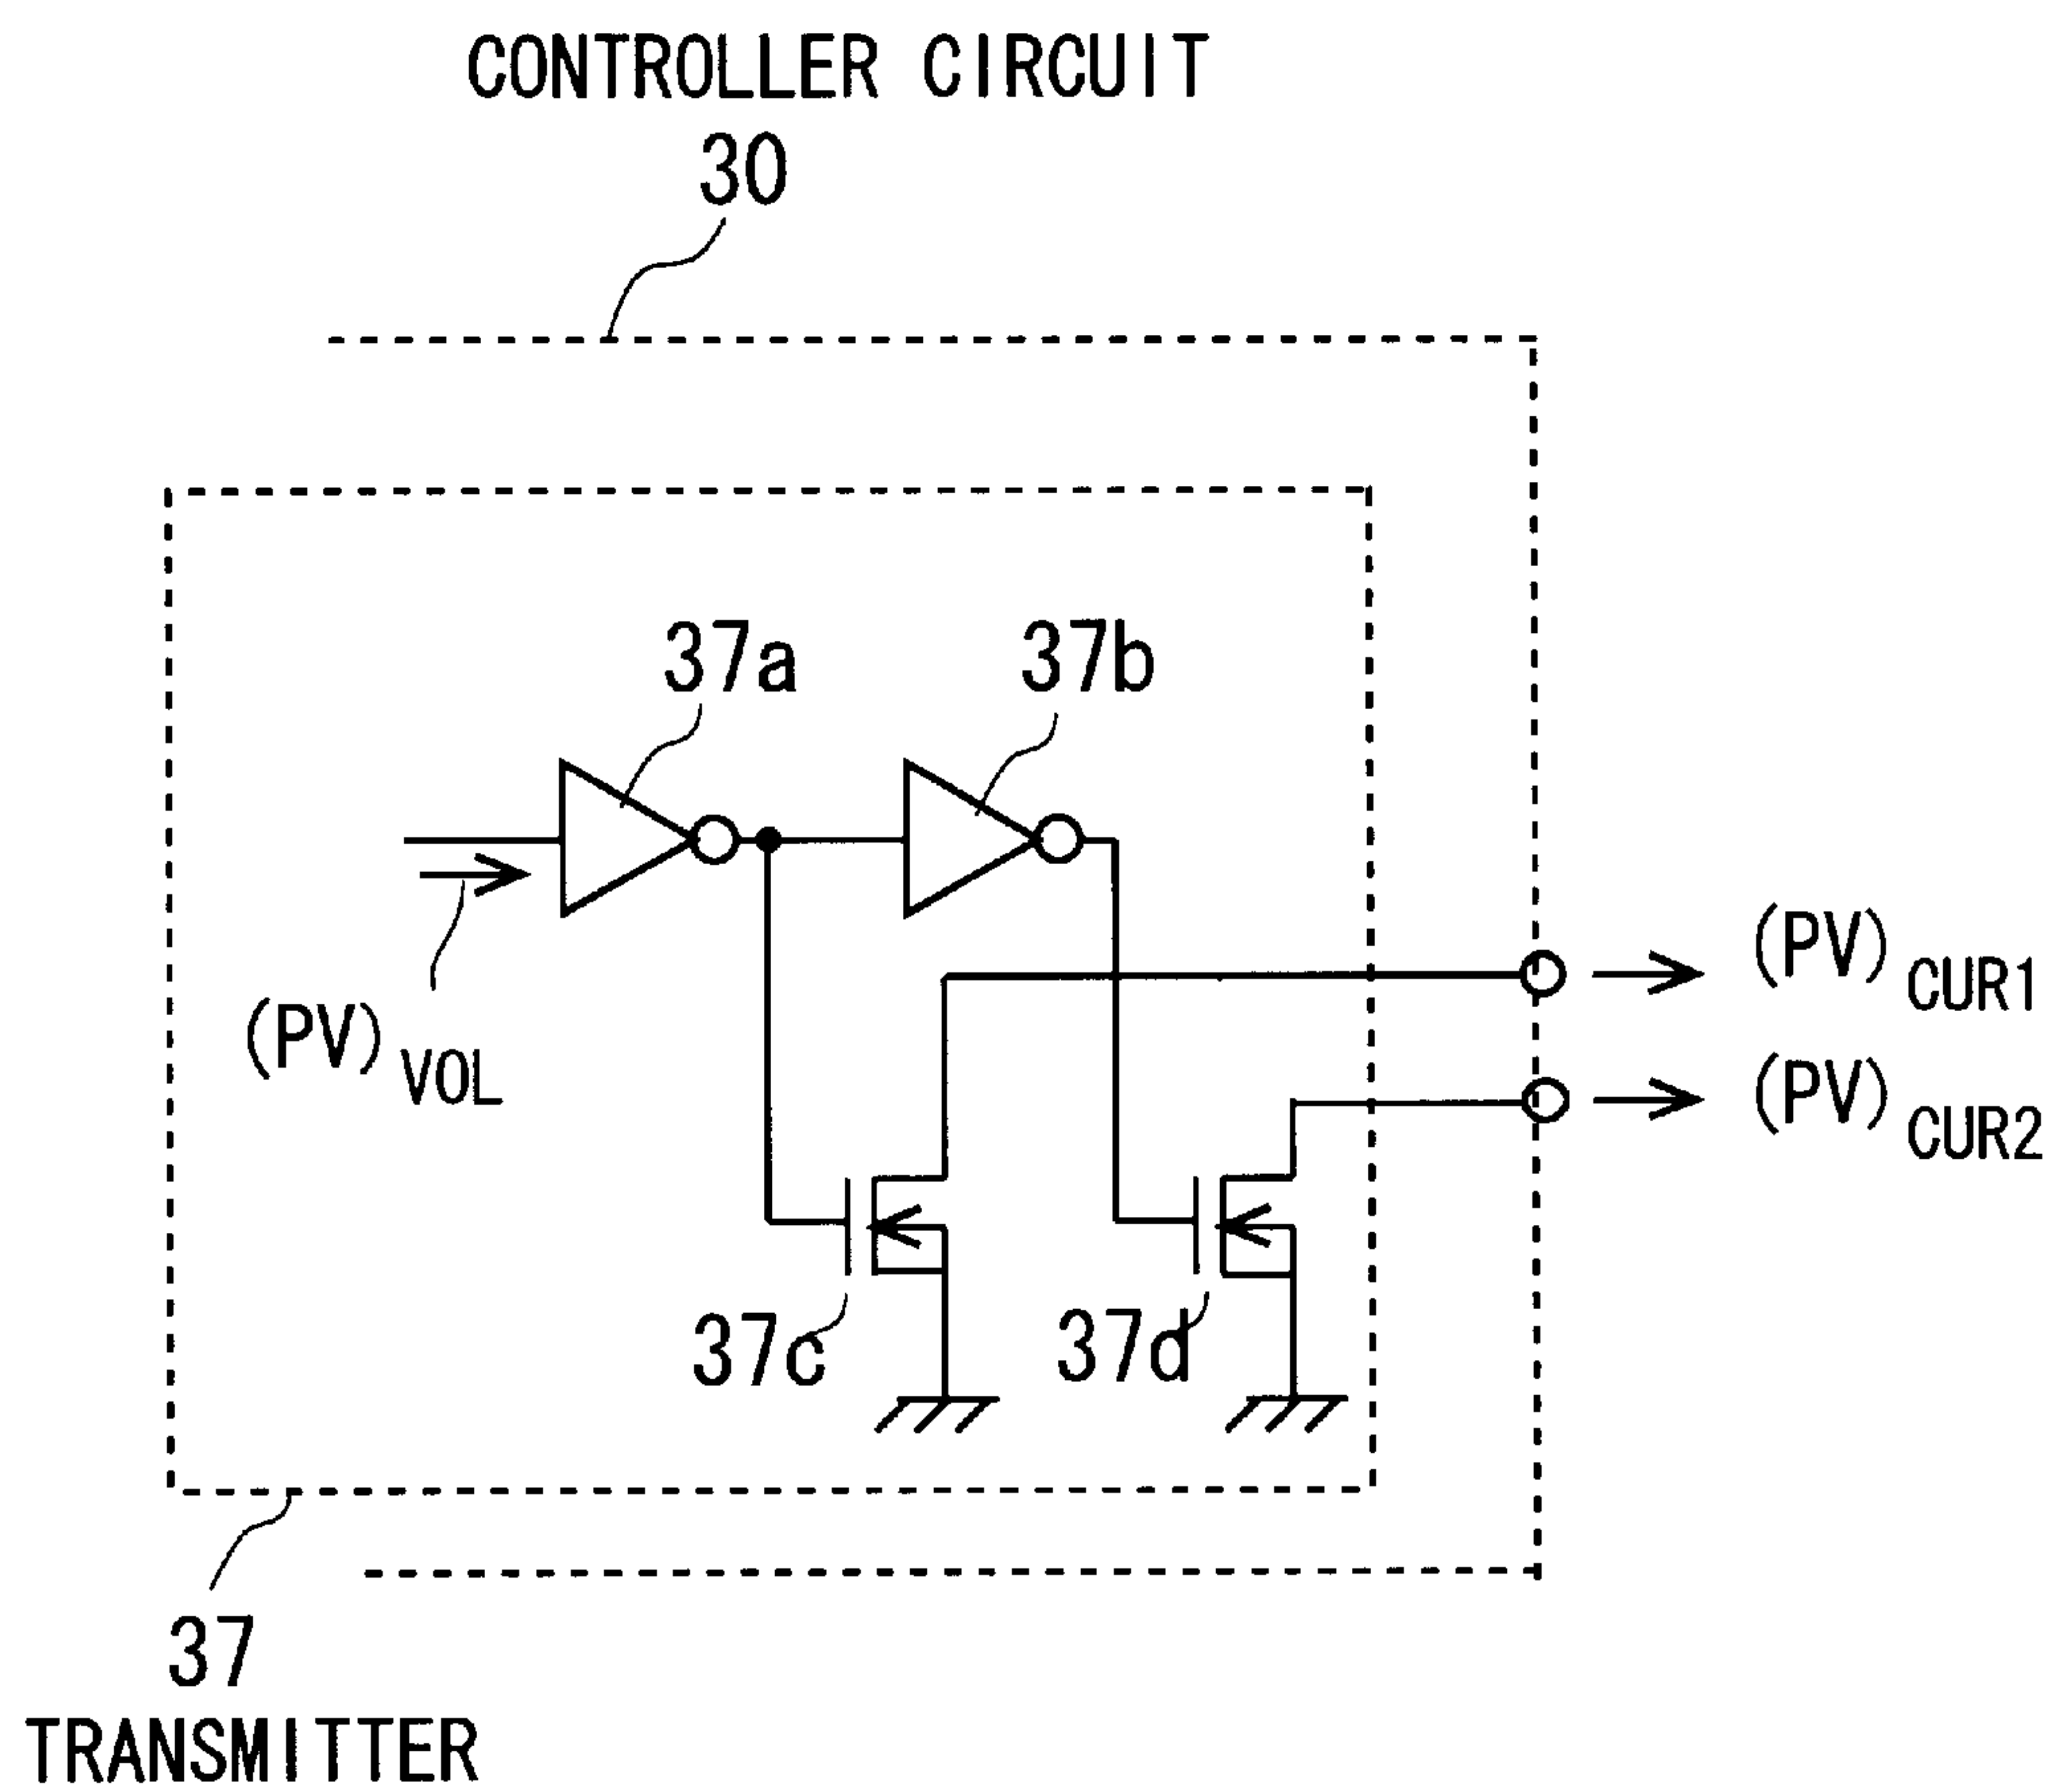 CONTROLLER CIRCUIT
30
37a
37b
(PV)VOL
(PV)CUR1
(PV)CUR2
37c
37d
37
TRANSMITTER